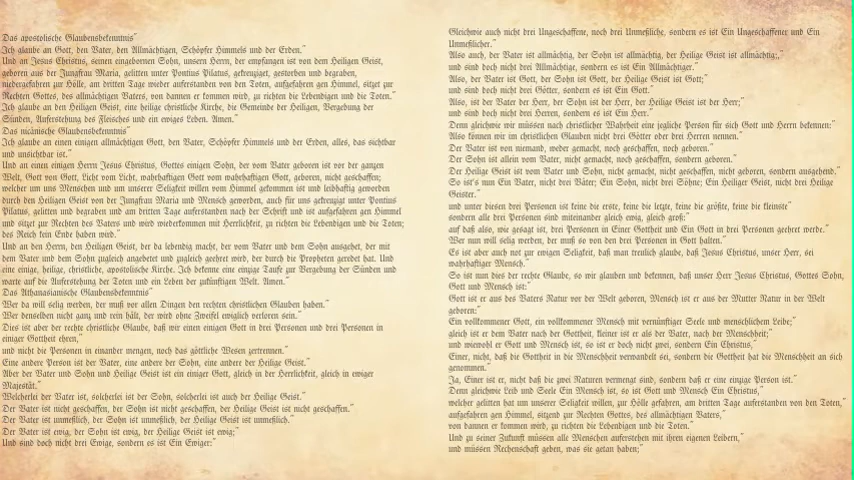 Das apostolische Glaubensbekenntnis"
Ich glaube an Gott, den Vater, den Allmächtigen, Schöpfer Himmels und der Erden."
Und an Jesus Christus, seinen eingebornen Sohn, unsern Herrn, der empfangen ist von dem Heiligen Geist,
geboren aus der Jungfrau Maria, gelitten unter Pontius Pilatus, gekreuziget, gestorben und begraben,
niedergefahren zur Hölle, am dritten Tage wieder auferstanden von den Toten, aufgefahren gen Himmel, sitzet zur
Rechten Gottes, des allmächtigen Vaters, von dannen er kommen wird, zu richten die Lebendigen und die Toten."
Ich glaube an den Heiligen Geist, eine heilige christliche Kirche, die Gemeinde der Heiligen, Vergebung der
Sünden, Auferstehung des Fleisches und ein ewiges Leben. Amen."
Das nicänische Glaubensbekenntnis"
Ich glaube an einen einigen allmächtigen Gott, den Vater, Schöpfer Himmels und der Erden, alles, das sichtbar
und unsichtbar ist."
Und an einen einigen Herrn Jesus Christus, Gottes einigen Sohn, der vom Vater geboren ist vor der ganzen
Welt, Gott von Gott, Licht vom Licht, wahrhaftigen Gott vom wahrhaftigen Gott, geboren, nicht geschaffen;
welcher um uns Menschen und um unserer Seligkeit willen vom Himmel gekommen ist und leibhaftig geworden
durch den Heiligen Geist von der Jungfrau Maria und Mensch geworden, auch für uns gekreuzigt unter Pontius
Pilatus, gelitten und begraben und am dritten Tage auferstanden nach der Schrift und ist aufgefahren gen Himmel
und sitzet zur Rechten des Vaters und wird wiederkommen mit Herrlichkeit, zu richten die Lebendigen und die Toten;
des Reich kein Ende haben wird."
Und an den Herrn, den Heiligen Geist, der da lebendig macht, der vom Vater und dem Sohn ausgehet, der mit
dem Vater und dem Sohn zugleich angebetet und zugleich geehret wird, der durch die Propheten geredet hat. Und
eine einige, heilige, christliche, apostolische Kirche. Ich bekenne eine einige Taufe zur Vergebung der Sünden und
warte auf die Auferstehung der Toten und ein Leben der zukünftigen Welt. Amen."
Das Athanasianische Glaubensbekenntnis"
Wer da will selig werden, der muß vor allen Dingen den rechten christlichen Glauben haben."
Wer denselben nicht ganz und rein hält, der wird ohne Zweifel ewiglich verloren sein."
Dies ist aber der rechte christliche Glaube, daß wir einen einigen Gott in drei Personen und drei Personen in
einiger Gottheit ehren,"
und nicht die Personen in einander mengen, noch das göttliche Wesen zertrennen."
Eine andere Person ist der Vater, eine andere der Sohn, eine andere der Heilige Geist."
Aber der Vater und Sohn und Heilige Geist ist ein einiger Gott, gleich in der Herrlichkeit, gleich in ewiger
Majestät."
Welcherlei der Vater ist, solcherlei ist der Sohn, solcherlei ist auch der Heilige Geist."
Der Vater ist nicht geschaffen, der Sohn ist nicht geschaffen, der Heilige Geist ist nicht geschaffen."
Der Vater ist unmeßlich, der Sohn ist unmeßlich, der Heilige Geist ist unmeßlich."
Der Vater ist ewig, der Sohn ist ewig, der Heilige Geist ist ewig;"
Und sind doch nicht drei Ewige, sondern es ist Ein Ewiger:"
Gleichwie auch nicht drei Ungeschaffene, noch drei Unmeßliche, sondern es ist Ein Ungeschaffener und Ein
Unmeßlicher."
Also auch, der Vater ist allmächtig, der Sohn ist allmächtig, der Heilige Geist ist allmächtig;,"
und sind doch nicht drei Allmächtige, sondern es ist Ein Allmächtiger."
Also, der Vater ist Gott, der Sohn ist Gott, der Heilige Geist ist Gott;"
und sind doch nicht drei Götter, sondern es ist Ein Gott."
Also, ist der Vater der Herr, der Sohn ist der Herr, der Heilige Geist ist der Herr;"
und sind doch nicht drei Herren, sondern es ist Ein Herr."
Denn gleichwie wir müssen nach christlicher Wahrheit eine jegliche Person für sich Gott und Herrn bekennen:"
Also können wir im christlichen Glauben nicht drei Götter oder drei Herren nennen."
Der Vater ist von niemand, weder gemacht, noch geschaffen, noch geboren."
Der Sohn ist allein vom Vater, nicht gemacht, noch geschaffen, sondern geboren."
Der Heilige Geist ist vom Vater und Sohn, nicht gemacht, nicht geschaffen, nicht geboren, sondern ausgehend."
So ist's nun Ein Vater, nicht drei Väter; Ein Sohn, nicht drei Söhne; Ein Heiliger Geist, nicht drei Heilige
Geister."
und unter diesen drei Personen ist keine die erste, keine die letzte, keine die größte, keine die kleinste"
sondern alle drei Personen sind miteinander gleich ewig, gleich groß:"
auf daß also, wie gesagt ist, drei Personen in Einer Gottheit und Ein Gott in drei Personen geehret werde."
Wer nun will selig werden, der muß so von den drei Personen in Gott halten."
Es ist aber auch not zur ewigen Seligkeit, daß man treulich glaube, daß Jesus Christus, unser Herr, sei
wahrhaftiger Mensch."
So ist nun dies der rechte Glaube, so wir glauben und bekennen, daß unser Herr Jesus Christus, Gottes Sohn,
Gott und Mensch ist:"
Gott ist er aus des Vaters Natur vor der Welt geboren, Mensch ist er aus der Mutter Natur in der Welt
geboren:"
Ein vollkommener Gott, ein vollkommener Mensch mit vernünftiger Seele und menschlichem Leibe;"
gleich ist er dem Vater nach der Gottheit, kleiner ist er als der Vater, nach der Menschheit;"
und wiewohl er Gott und Mensch ist, so ist er doch nicht zwei, sondern Ein Christus,"
Einer, nicht, daß die Gottheit in die Menschheit verwandelt sei, sondern die Gottheit hat die Menschheit an sich
genommen."
Ja, Einer ist er, nicht daß die zwei Naturen vermengt sind, sondern daß er eine einzige Person ist."
Denn gleichwie Leib und Seele Ein Mensch ist, so ist Gott und Mensch Ein Christus,"
welcher gelitten hat um unserer Seligkeit willen, zur Hölle gefahren, am dritten Tage auferstanden von den Toten,"
aufgefahren gen Himmel, sitzend zur Rechten Gottes, des allmächtigen Vaters,"
von dannen er kommen wird, zu richten die Lebendigen und die Toten."
Und zu seiner Zukunft müssen alle Menschen auferstehen mit ihren eigenen Leibern,"
und müssen Rechenschaft geben, was sie getan haben;"